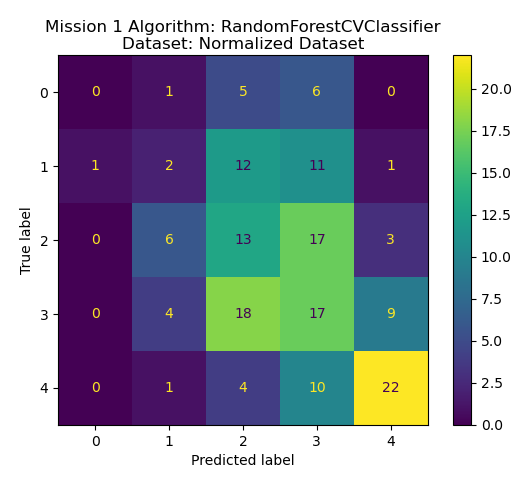 Mission 1 Algorithm: RandomForestCVClassifier
Dataset: Normalized Dataset
0 0 1 5 6 0
1 1 2 12 11 1
2 0 6 13 17 3
3 0 4 18 17 9
4 0 1 4 10 22
0 1 2 3 4
Predicted label
True label
20.0
17.5
15.0
12.5
10.0
7.5
5.0
2.5
0.0